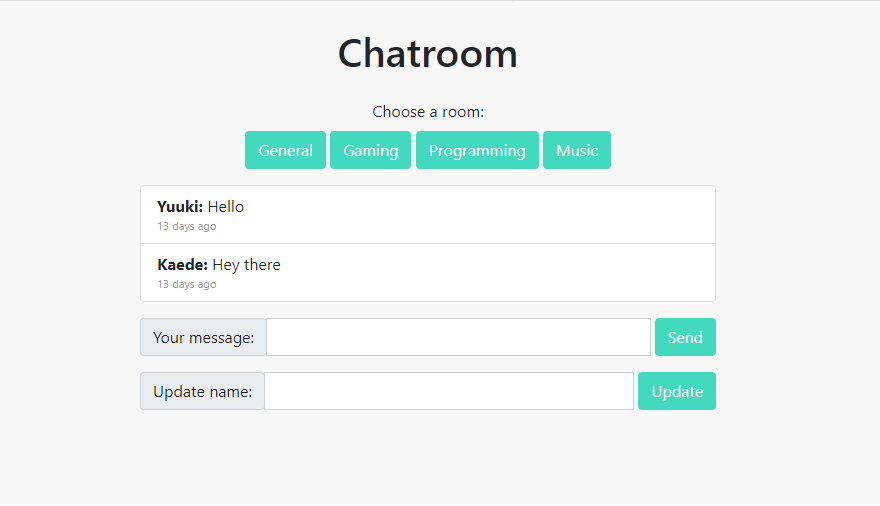 Chatroom
Choose a room:
General Gaming Programming Music
Yuuki: Hello
13 days ago
Kaede: Hey there
13 days ago
Your message: Send
Update name: Update